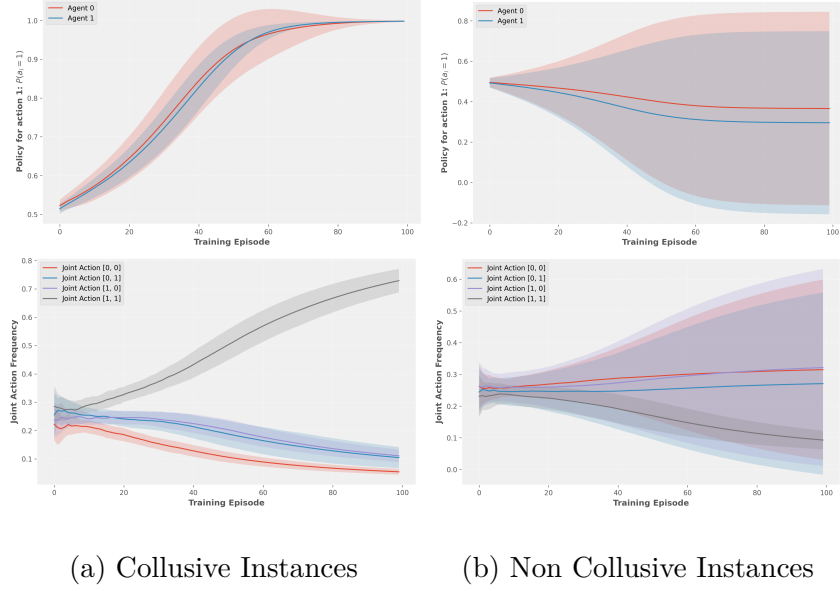 Agent 0
Agent 1
1.0
0.9
0.8
0.7
0.6
0.5
Policy for action 1: P(a_i = 1)
0 20 40 60 80 100
Training Episode
Agent 0
Agent 1
0.8
0.6
0.4
0.2
0.0
−0.2
Policy for action 1: P(a_i = 1)
0 20 40 60 80 100
Training Episode
Joint Action [0, 0]
Joint Action [0, 1]
Joint Action [1, 0]
Joint Action [1, 1]
0.8
0.7
0.6
0.5
0.4
0.3
0.2
0.1
Joint Action Frequency
0 20 40 60 80 100
Training Episode
Joint Action [0, 0]
Joint Action [0, 1]
Joint Action [1, 0]
Joint Action [1, 1]
0.6
0.5
0.4
0.3
0.2
0.1
0.0
Joint Action Frequency
0 20 40 60 80 100
Training Episode
(a) Collusive Instances
(b) Non Collusive Instances